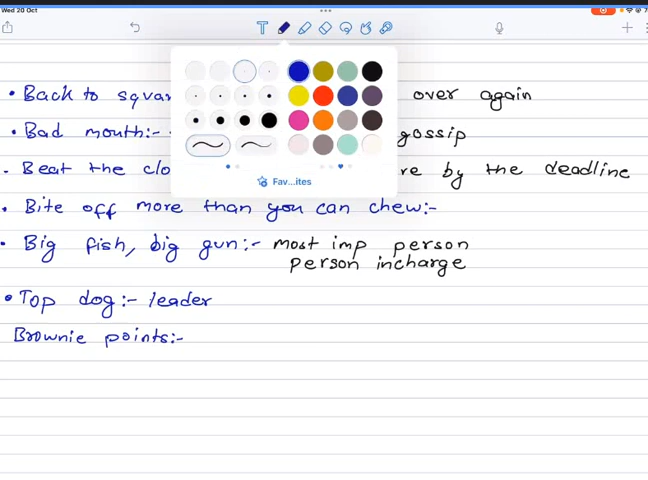 Wed 20 Oct
T
• Back to squar over again
• Bad mouth:- gossip
. Beat the clo re by the deadline
. Bite off more than you can chew:-
• Big fish, big gun:- most imp person
person incharge
• Top dog:- leader
Brownie points:-
Fav...ites